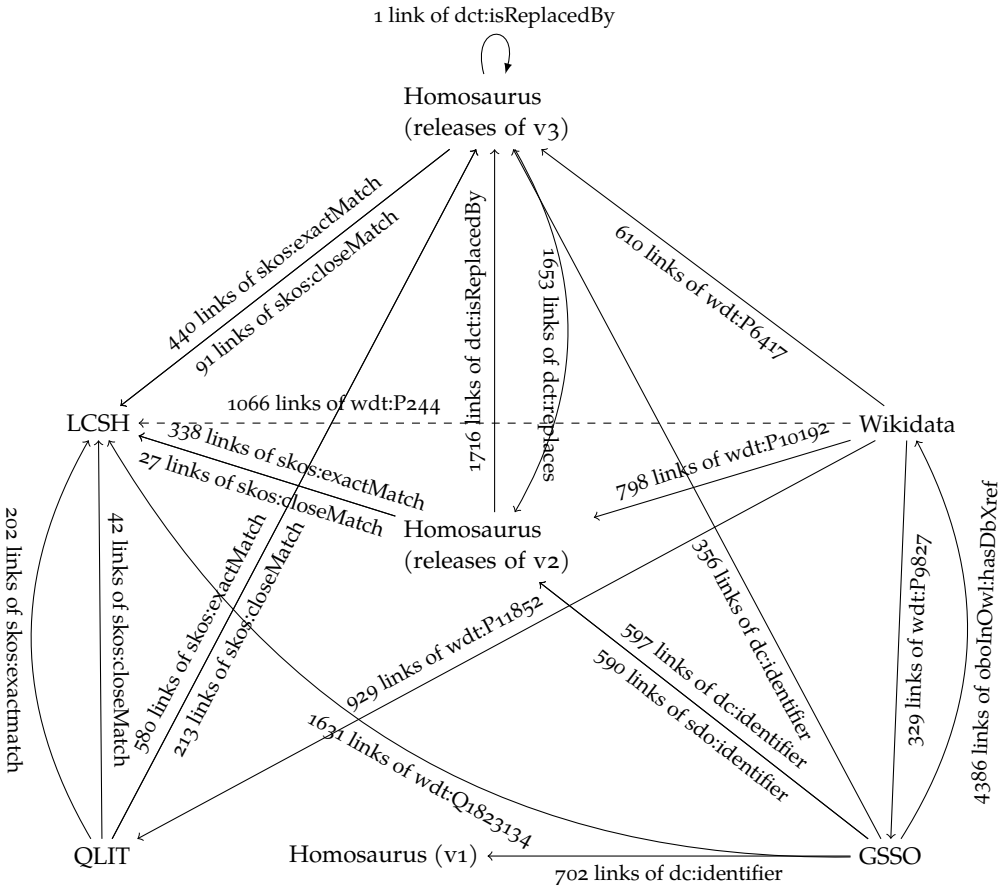 1 link of dct:isReplacedBy
Homosaurus
(releases of v3)
440 links of skos:exactMatch
91 links of skos:closeMatch
1716 links of dct:isReplacedBy
1653 links of dct:replaces
610 links of wdt:P6417
LCSH
1066 links of wdt:P244
Wikidata
338 links of skos:exactMatch
27 links of skos:closeMatch
798 links of wdt:P10192
Homosaurus
(releases of v2)
202 links of skos:exactmatch
42 links of skos:closeMatch
580 links of skos:exactMatch
213 links of skos:closeMatch
929 links of wdt:P11852
356 links of dc:identifier
597 links of dc:identifier
590 links of sdo:identifier
329 links of wdt:P9827
4386 links of oboInOwl:hasDbXref
1631 links of wdt:Q1823134
QLIT
Homosaurus (v1)
GSSO
702 links of dc:identifier